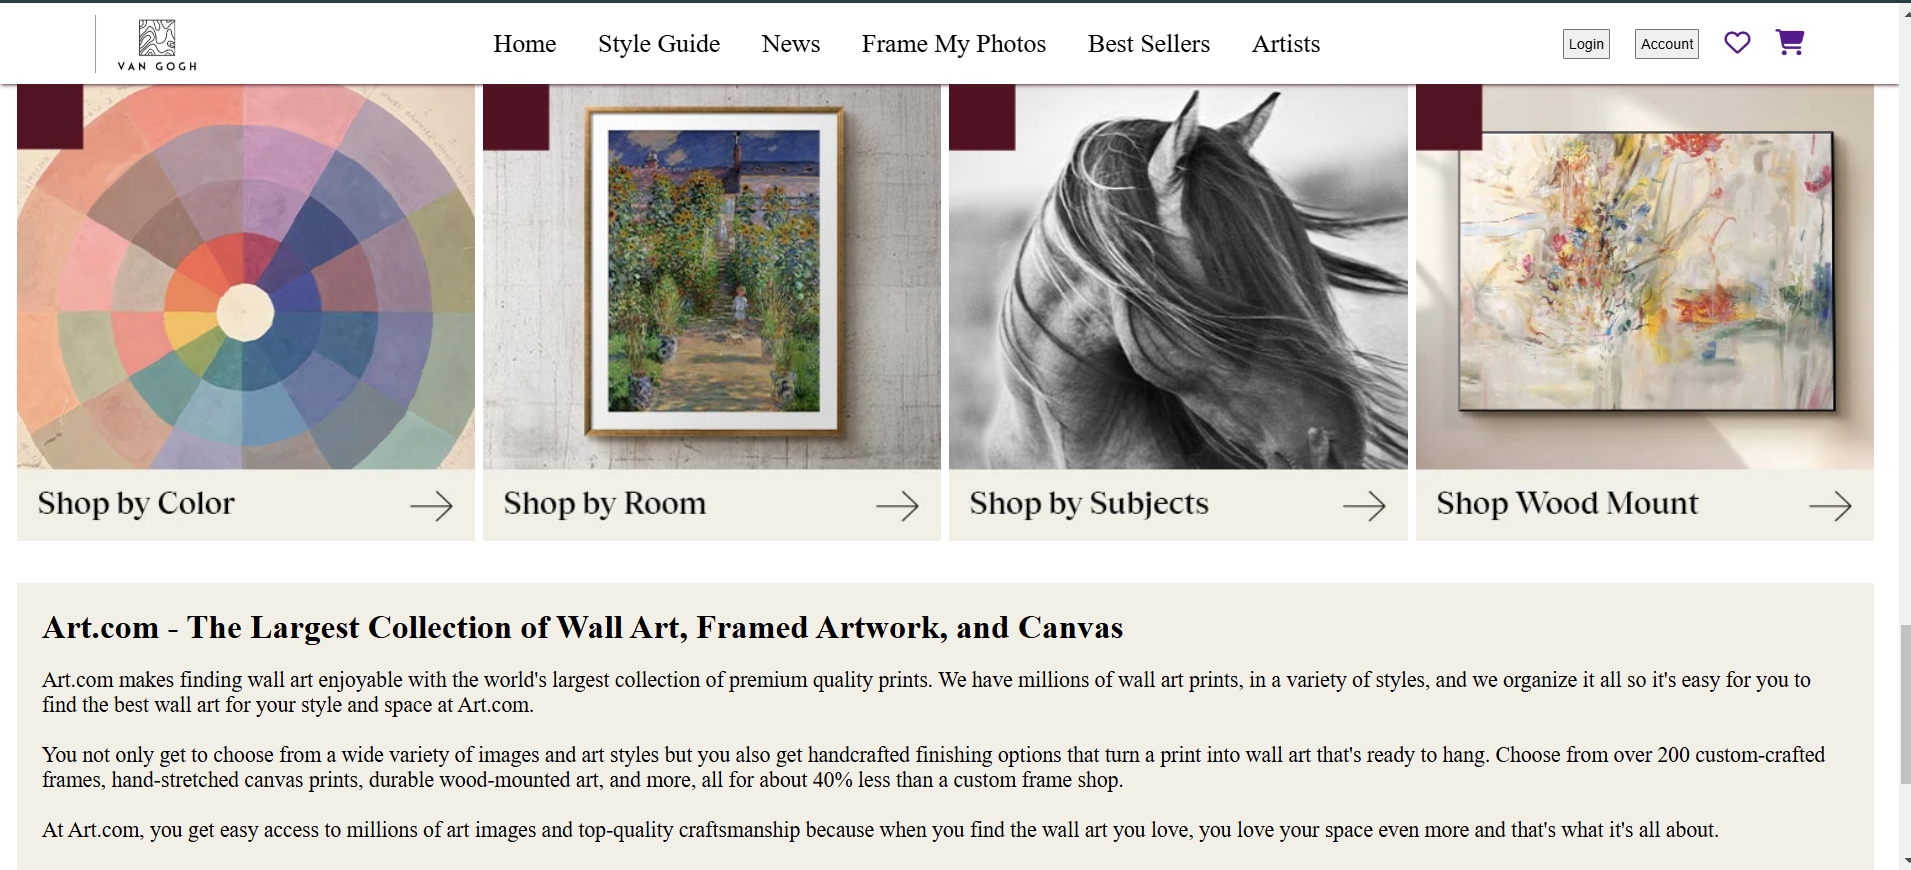 VAN GOGH
Home Style Guide News Frame My Photos Best Sellers Artists
Login Account
Shop by Color
Shop by Room
Shop by Subjects
Shop Wood Mount
Art.com - The Largest Collection of Wall Art, Framed Artwork, and Canvas
Art.com makes finding wall art enjoyable with the world's largest collection of premium quality prints. We have millions of wall art prints, in a variety of styles, and we organize it all so it's easy for you to
find the best wall art for your style and space at Art.com.
You not only get to choose from a wide variety of images and art styles but you also get handcrafted finishing options that turn a print into wall art that's ready to hang. Choose from over 200 custom-crafted
frames, hand-stretched canvas prints, durable wood-mounted art, and more, all for about 40% less than a custom frame shop.
At Art.com, you get easy access to millions of art images and top-quality craftsmanship because when you find the wall art you love, you love your space even more and that's what it's all about.